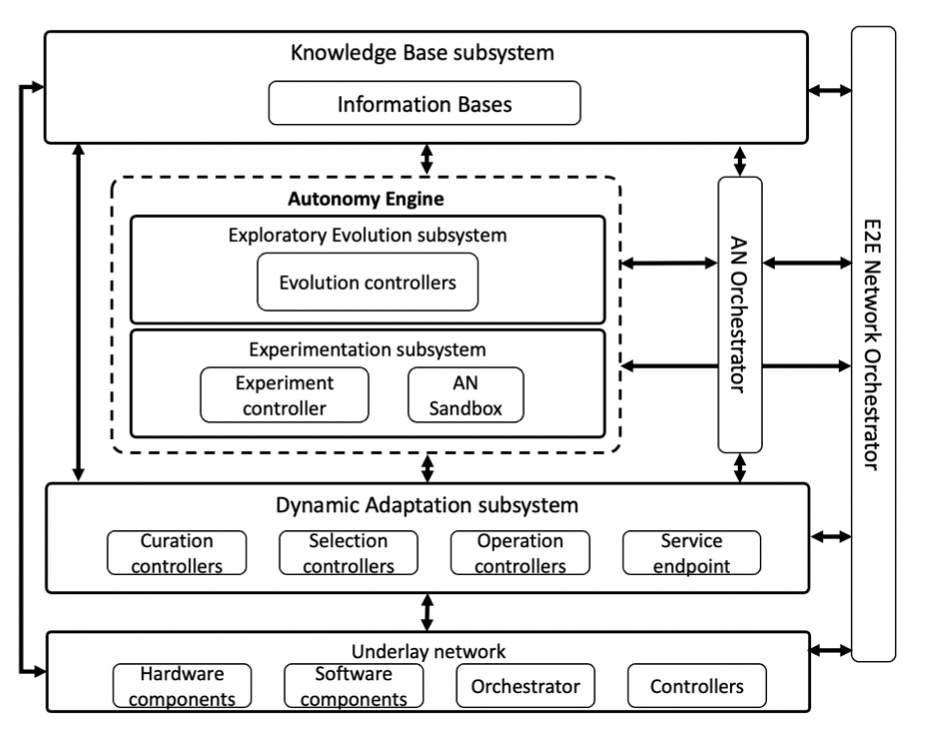 Knowledge Base subsystem
Information Bases
Autonomy Engine
Exploratory Evolution subsystem
Evolution controllers
Experimentation subsystem
Experiment
controller
AN
Sandbox
AN Orchestrator
E2E Network Orchestrator
Dynamic Adaptation subsystem
Curation
controllers
Selection
controllers
Operation
controllers
Service
endpoint
Underlay network
Hardware
components
Software
components
Orchestrator
Controllers